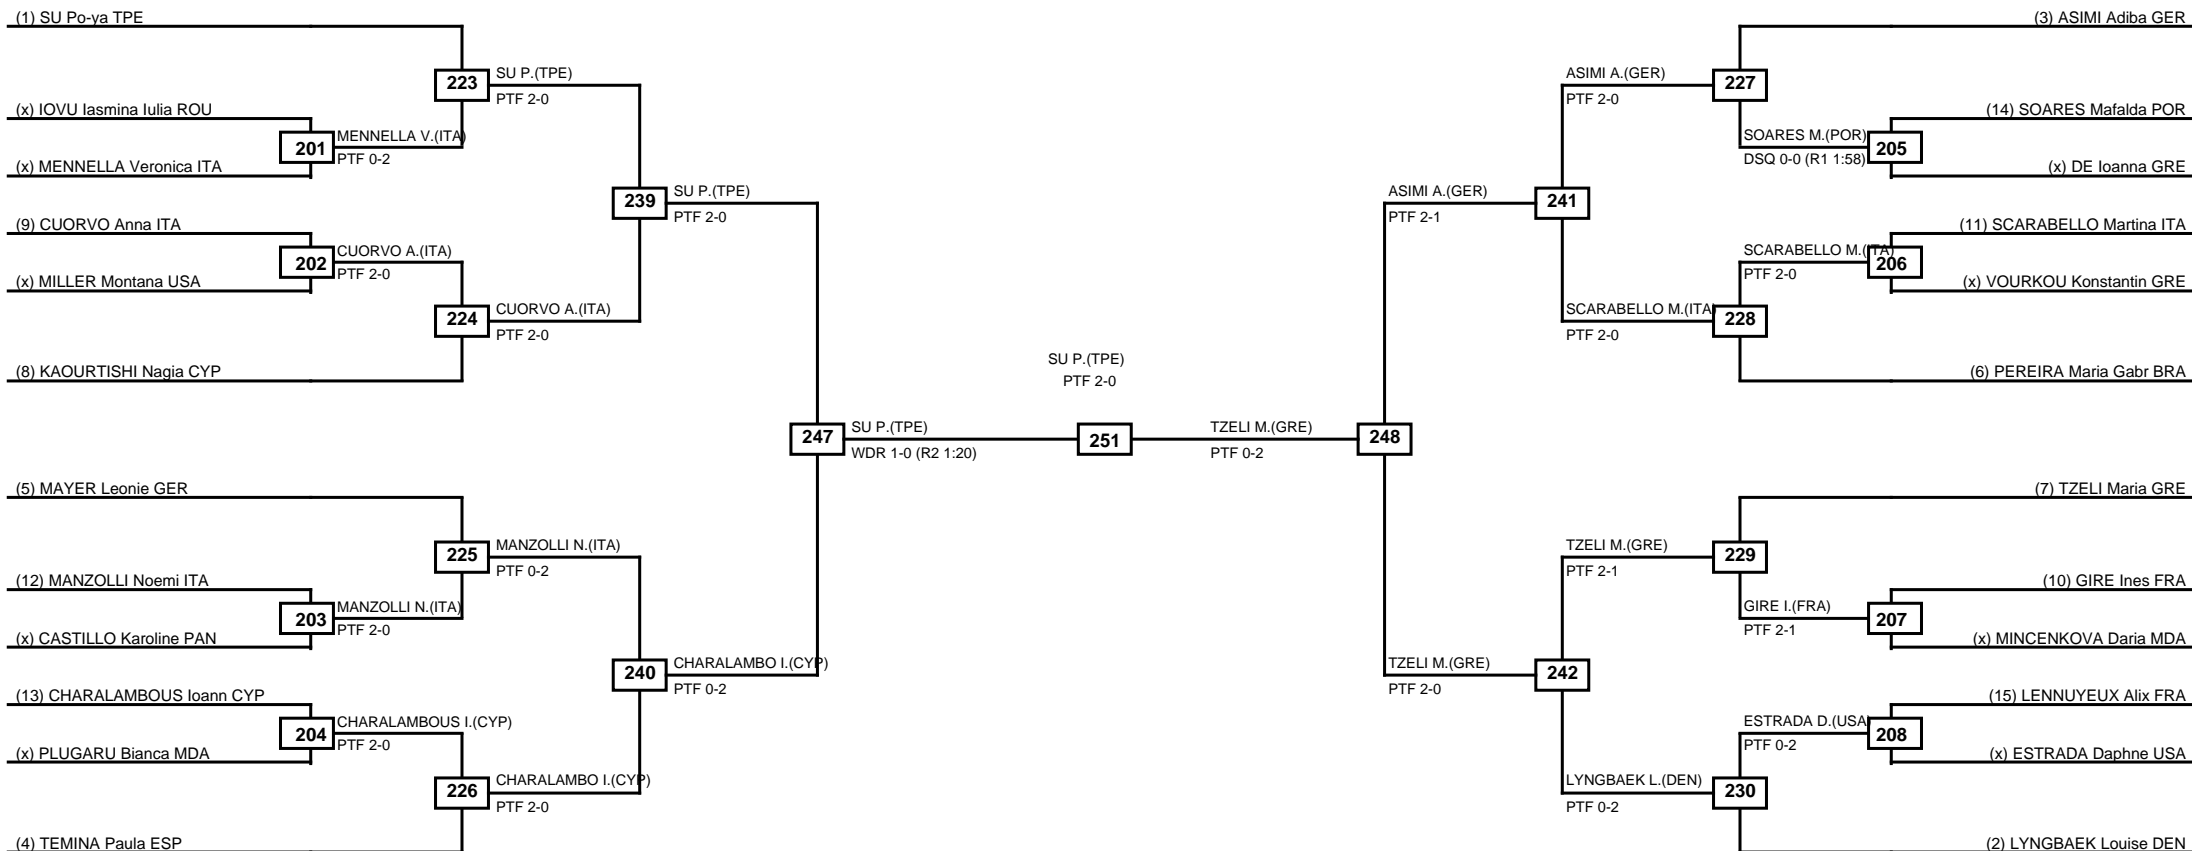 (1) SU Po-ya TPE
223
SU P.(TPE)
PTF 2-0
(x) IOVU Iasmina Iulia ROU
201
MENNELLA V.(ITA)
PTF 0-2
(x) MENNELLA Veronica ITA
239
SU P.(TPE)
PTF 2-0
(9) CUORVO Anna ITA
202
CUORVO A.(ITA)
PTF 2-0
(x) MILLER Montana USA
224
CUORVO A.(ITA)
PTF 2-0
(8) KAOURTISHI Nagia CYP
247
SU P.(TPE)
WDR 1-0 (R2 1:20)
(5) MAYER Leonie GER
225
MANZOLLI N.(ITA)
PTF 0-2
(12) MANZOLLI Noemi ITA
203
MANZOLLI N.(ITA)
PTF 2-0
(x) CASTILLO Karoline PAN
240
CHARALAMBO I.(CYP)
PTF 0-2
(13) CHARALAMBOUS Ioann CYP
204
CHARALAMBOUS I.(CYP)
PTF 2-0
(x) PLUGARU Bianca MDA
226
CHARALAMBO I.(CYP)
PTF 2-0
(4) TEMINA Paula ESP
SU P.(TPE)
PTF 2-0
251
TZELI M.(GRE)
PTF 0-2
248
(3) ASIMI Adiba GER
ASIMI A.(GER)
PTF 2-0
227
(14) SOARES Mafalda POR
SOARES M.(POR)
DSQ 0-0 (R1 1:58)
205
(x) DE Ioanna GRE
ASIMI A.(GER)
PTF 2-1
241
(11) SCARABELLO Martina ITA
SCARABELLO M.(ITA)
PTF 2-0
206
(x) VOURKOU Konstantin GRE
SCARABELLO M.(ITA)
PTF 2-0
228
(6) PEREIRA Maria Gabr BRA
(7) TZELI Maria GRE
TZELI M.(GRE)
PTF 2-1
229
(10) GIRE Ines FRA
GIRE I.(FRA)
PTF 2-1
207
(x) MINCENKOVA Daria MDA
TZELI M.(GRE)
PTF 2-0
242
(15) LENNUYEUX Alix FRA
ESTRADA D.(USA)
PTF 0-2
208
(x) ESTRADA Daphne USA
LYNGBAEK L.(DEN)
PTF 0-2
230
(2) LYNGBAEK Louise DEN